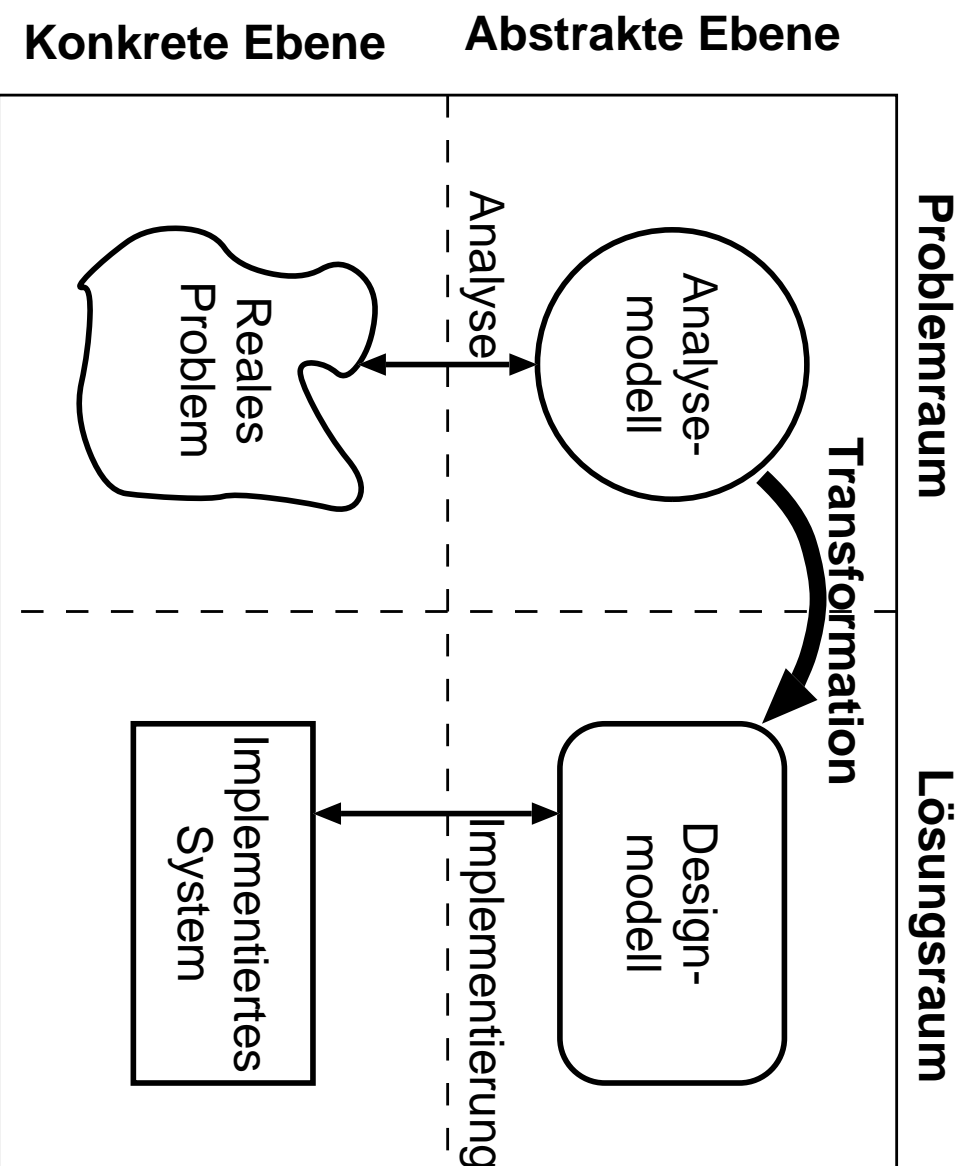 Konkrete Ebene
Abstrakte Ebene
Problemraum
Lösungsraum
Analyse-
modell
Transformation
Design-
modell
Analyse
Implementierung
Reales
Problem
Implementiertes
System